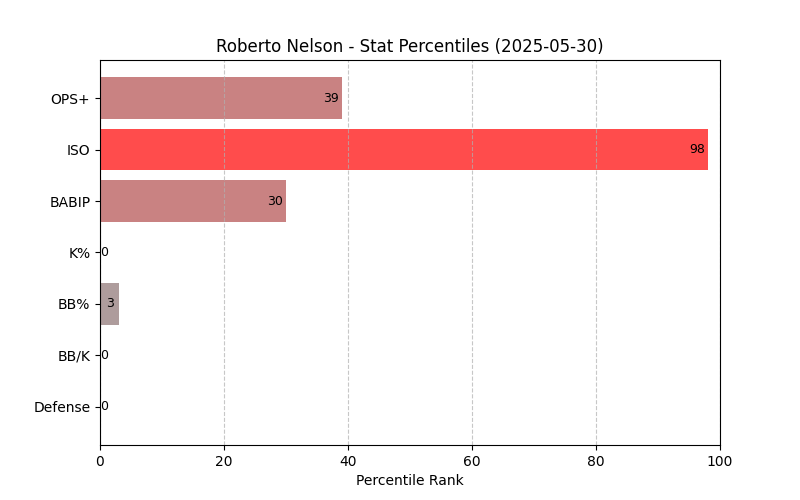 Roberto Nelson - Stat Percentiles (2025-05-30)
OPS+ 39
ISO 98
BABIP 30
K% 0
BB% 3
BB/K 0
Defense 0
0 20 40 60 80 100
Percentile Rank